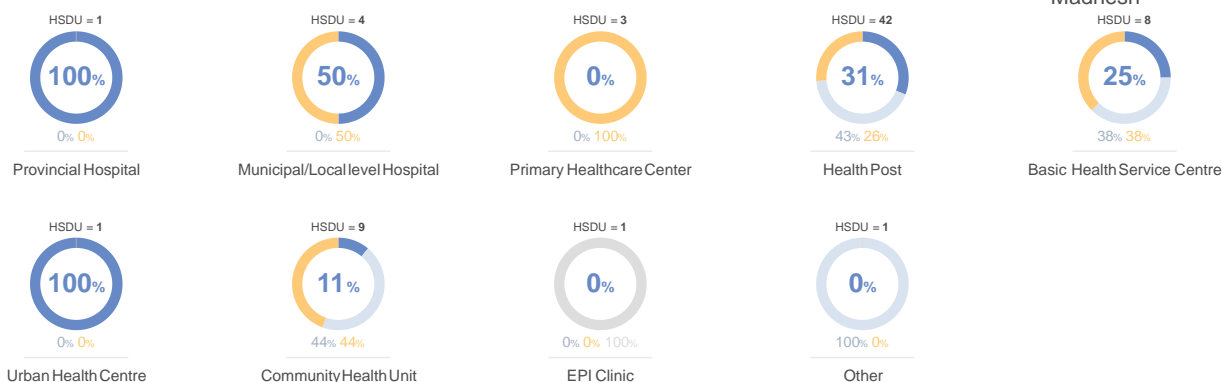 Madhesh
HSDU = 1
100%
0% 0%
Provincial Hospital
HSDU = 4
50%
0% 50%
Municipal/Local level Hospital
HSDU = 3
0%
0% 100%
Primary Healthcare Center
HSDU = 42
31%
43% 26%
Health Post
HSDU = 8
25%
38% 38%
Basic Health Service Centre
HSDU = 1
100%
0% 0%
Urban Health Centre
HSDU = 9
11%
44% 44%
Community Health Unit
HSDU = 1
0%
0% 0% 100%
EPI Clinic
HSDU = 1
0%
100% 0%
Other